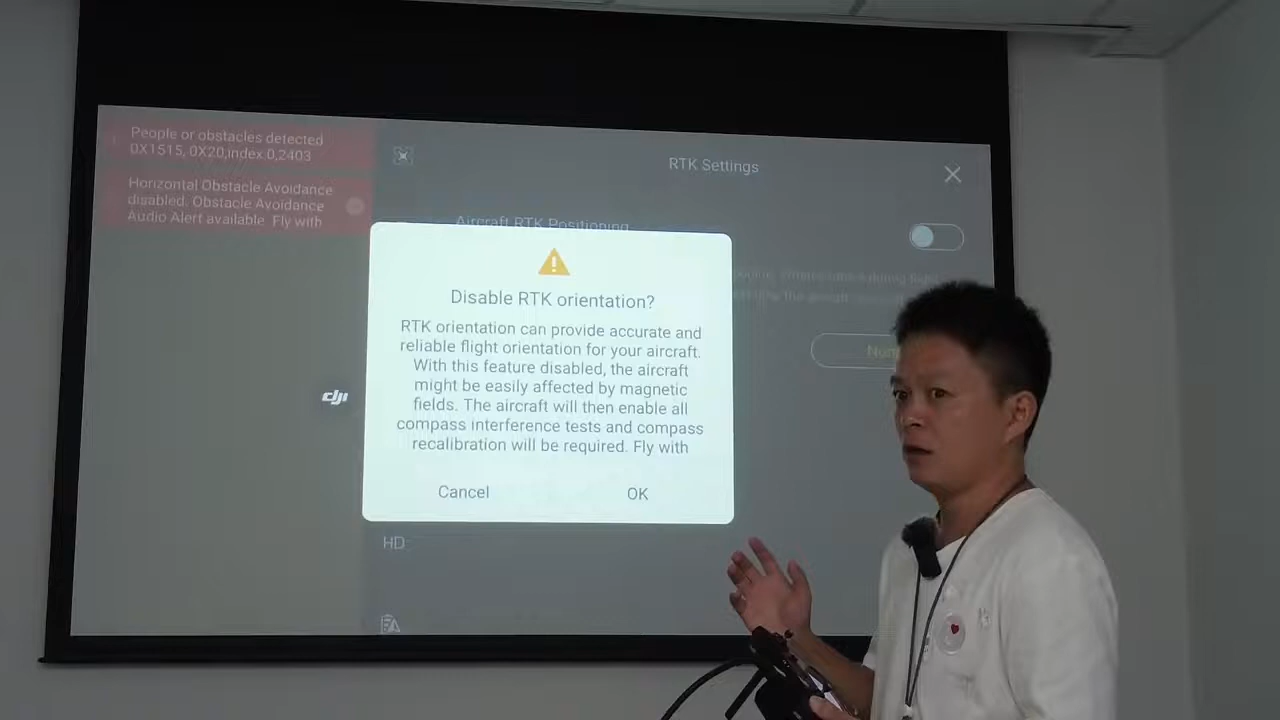 People or obstacles detected
0X1515, 0X20,index:0,2403
Horizontal Obstacle Avoidance
disabled. Obstacle Avoidance
Audio Alert available. Fly with
RTK Settings
Aircraft RTK Positioning
Disable RTK orientation?
RTK orientation can provide accurate and
reliable flight orientation for your aircraft.
With this feature disabled, the aircraft
might be easily affected by magnetic
fields. The aircraft will then enable all
compass interference tests and compass
recalibration will be required. Fly with
Cancel
OK
dji
HD